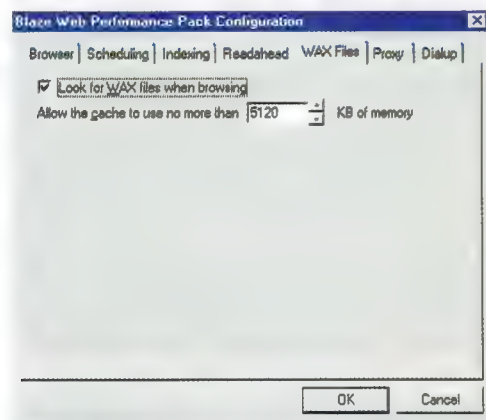 Blaze Web Performance Pack Configuration
Browser Scheduling Indexing Readahead WAX Files Proxy Dialup
Look for WAX files when browsing
Allow the cache to use no more than 5120 KB of memory
OK Cancel